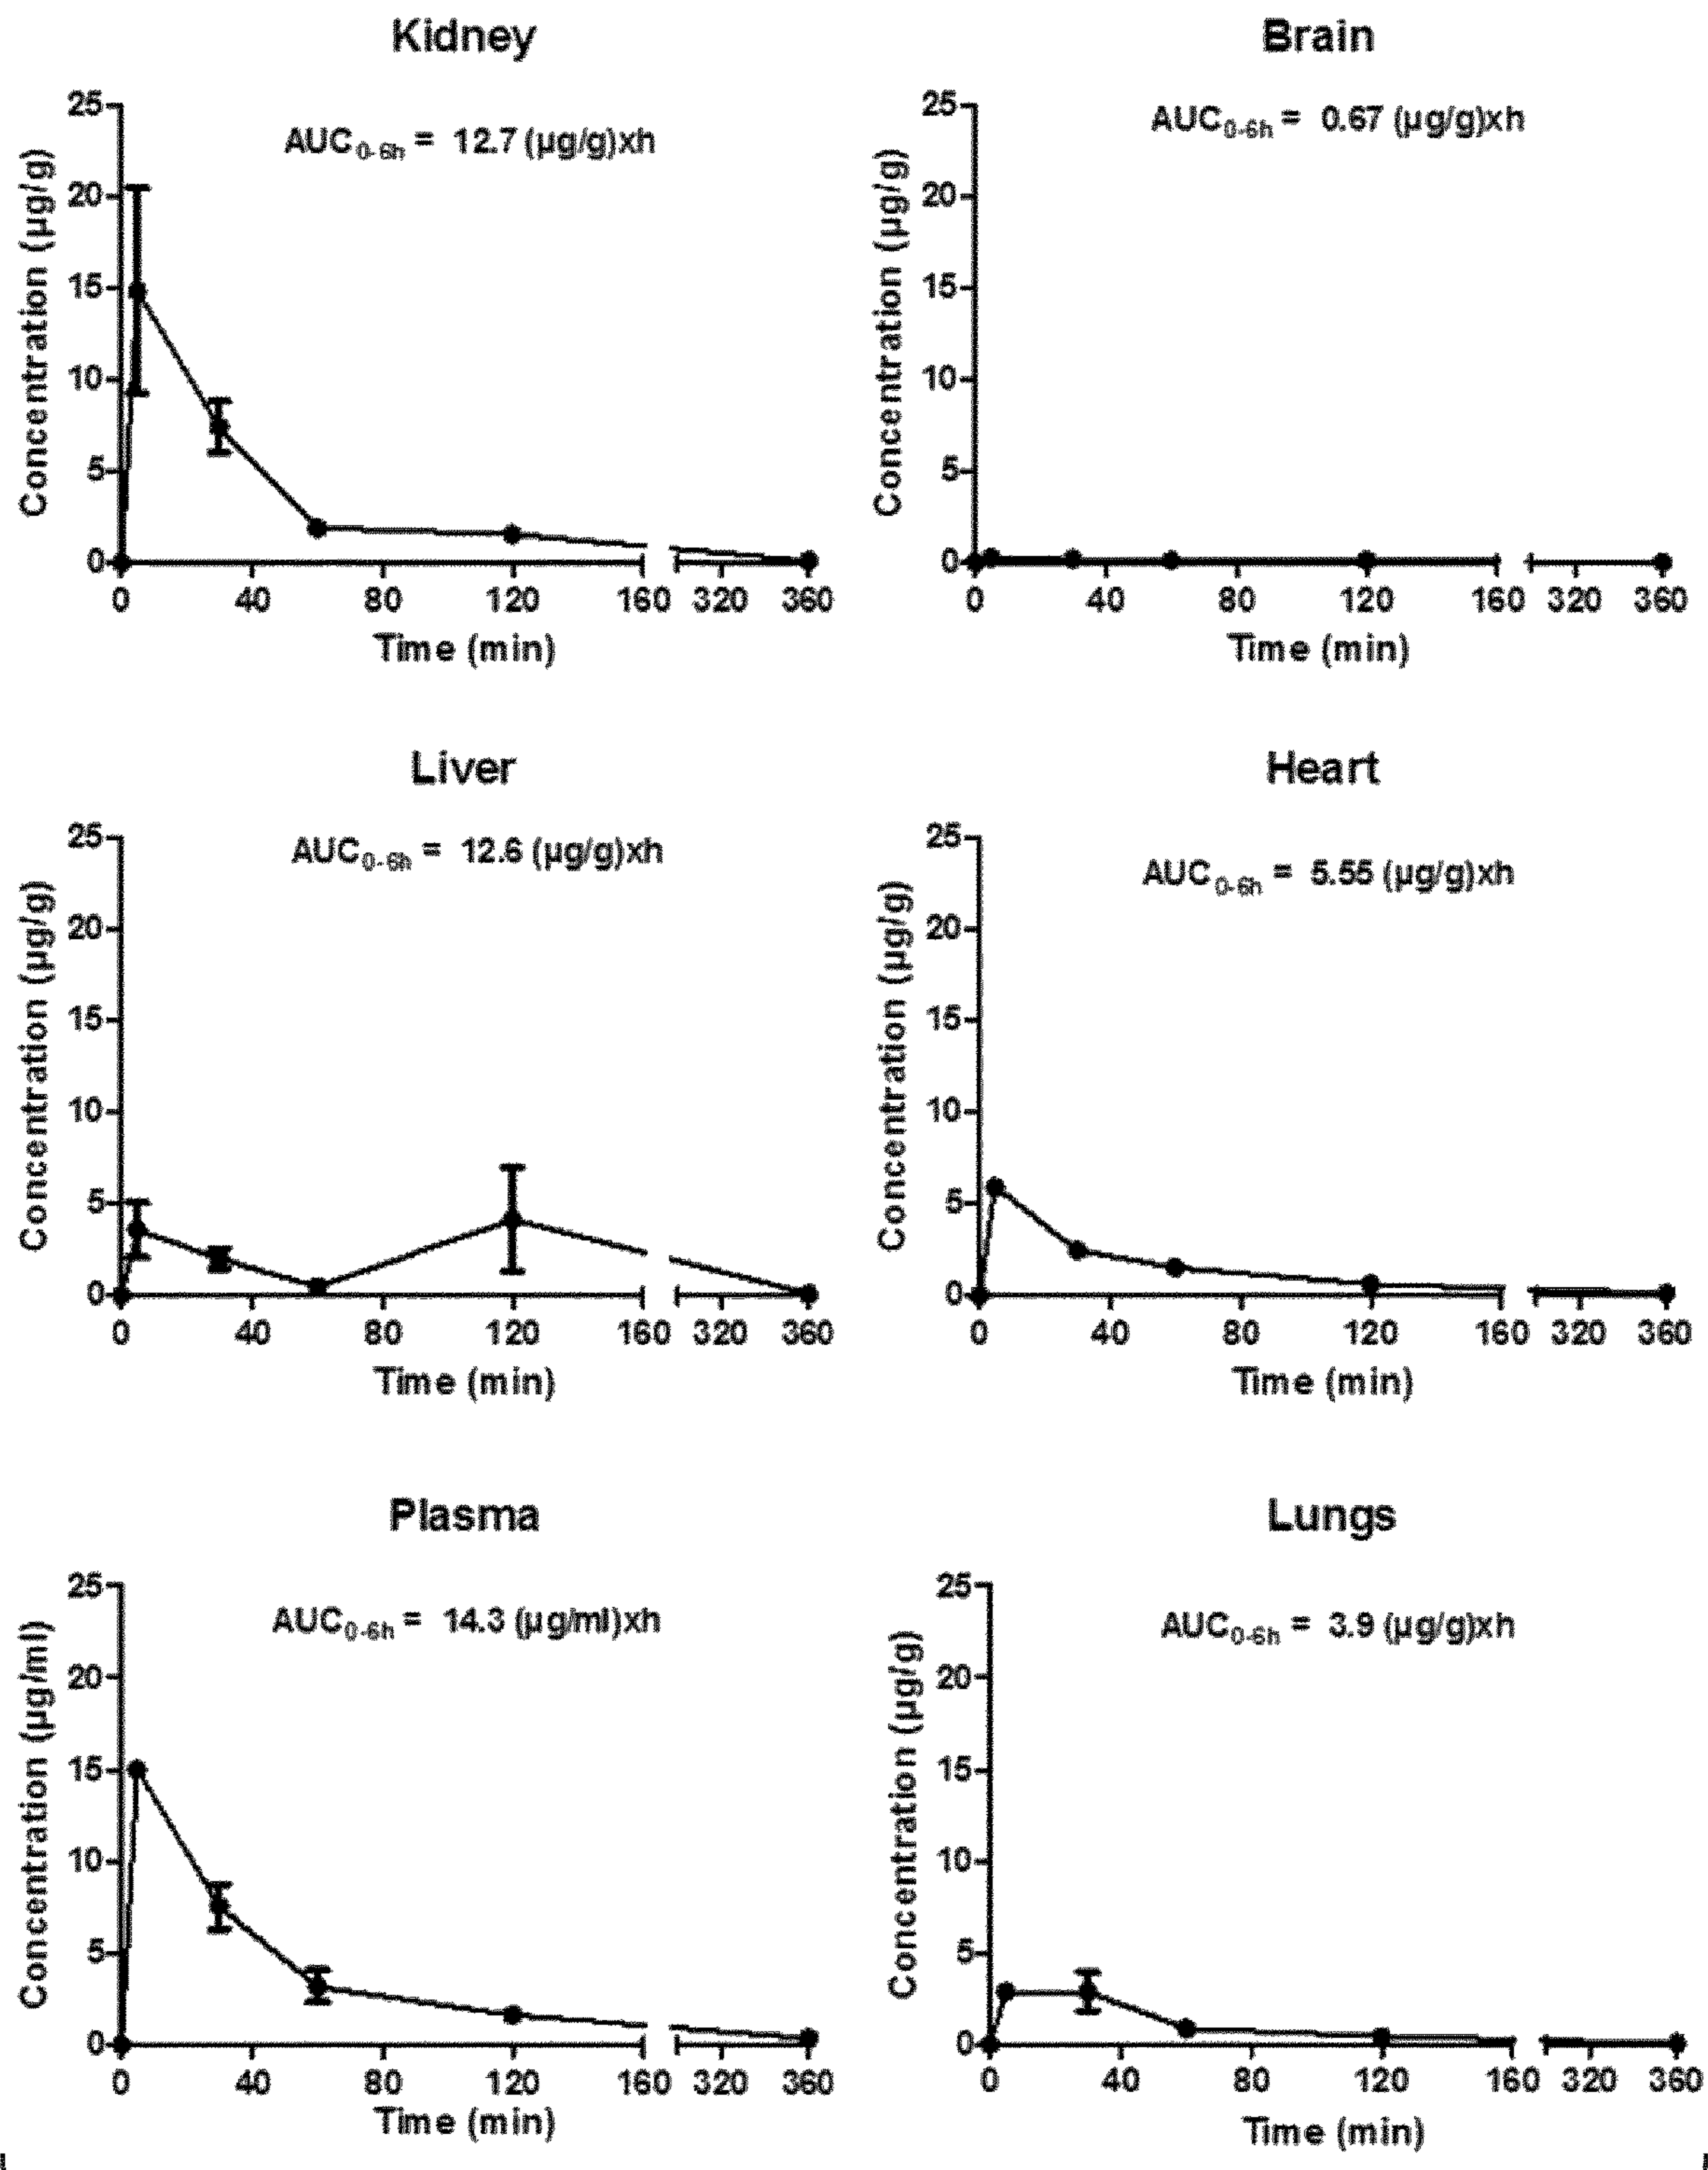 Kidney
AUC0-6h = 12.7 (µg/g)xh
Concentration (µg/g)
25
20
15
10
5
0
0 40 80 120 160 320 360
Time (min)
Brain
AUC0-6h = 0.67 (µg/g)xh
Concentration (µg/g)
25
20
15
10
5
0
0 40 80 120 160 320 360
Time (min)
Liver
AUC0-6h = 12.6 (µg/g)xh
Concentration (µg/g)
25
20
15
10
5
0
0 40 80 120 160 320 360
Time (min)
Heart
AUC0-6h = 5.55 (µg/g)xh
Concentration (µg/g)
25
20
15
10
5
0
0 40 80 120 160 320 360
Time (min)
Plasma
AUC0-6h = 14.3 (µg/ml)xh
Concentration (µg/ml)
25
20
15
10
5
0
0 40 80 120 160 320 360
Time (min)
Lungs
AUC0-6h = 3.9 (µg/g)xh
Concentration (µg/g)
25
20
15
10
5
0
0 40 80 120 160 320 360
Time (min)